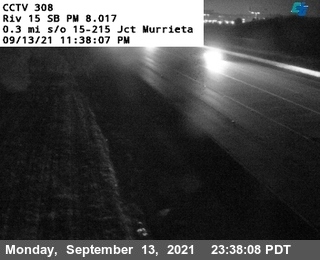 CCTV 308
Riv 15 SB PM 8.017
0.3 mi s/o 15-215 Jct Murrieta
09/13/21 11:38:07 PM
Monday, September 13, 2021 23:38:08 PDT